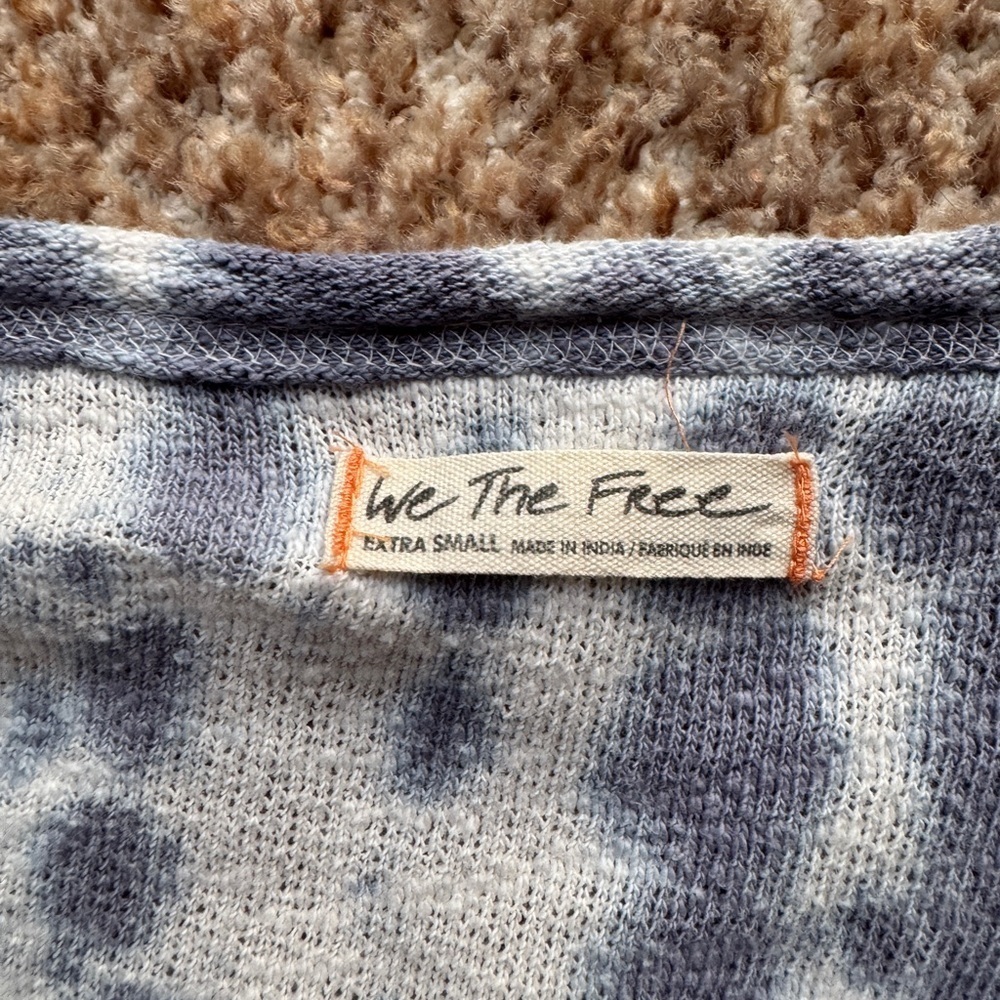 We The Free
EXTRA SMALL MADE IN INDIA / FABRIQUÉ EN INDE